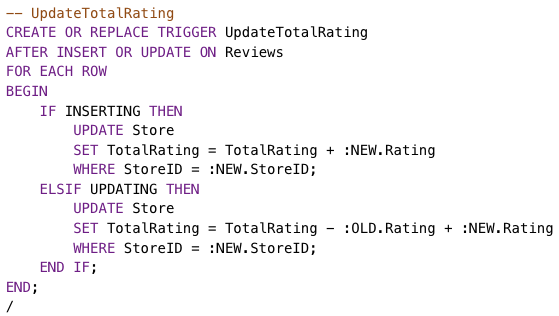 -- UpdateTotalRating
CREATE OR REPLACE TRIGGER UpdateTotalRating
AFTER INSERT OR UPDATE ON Reviews
FOR EACH ROW
BEGIN
    IF INSERTING THEN
        UPDATE Store
        SET TotalRating = TotalRating + :NEW.Rating
        WHERE StoreID = :NEW.StoreID;
    ELSIF UPDATING THEN
        UPDATE Store
        SET TotalRating = TotalRating - :OLD.Rating + :NEW.Rating
        WHERE StoreID = :NEW.StoreID;
    END IF;
END;
/